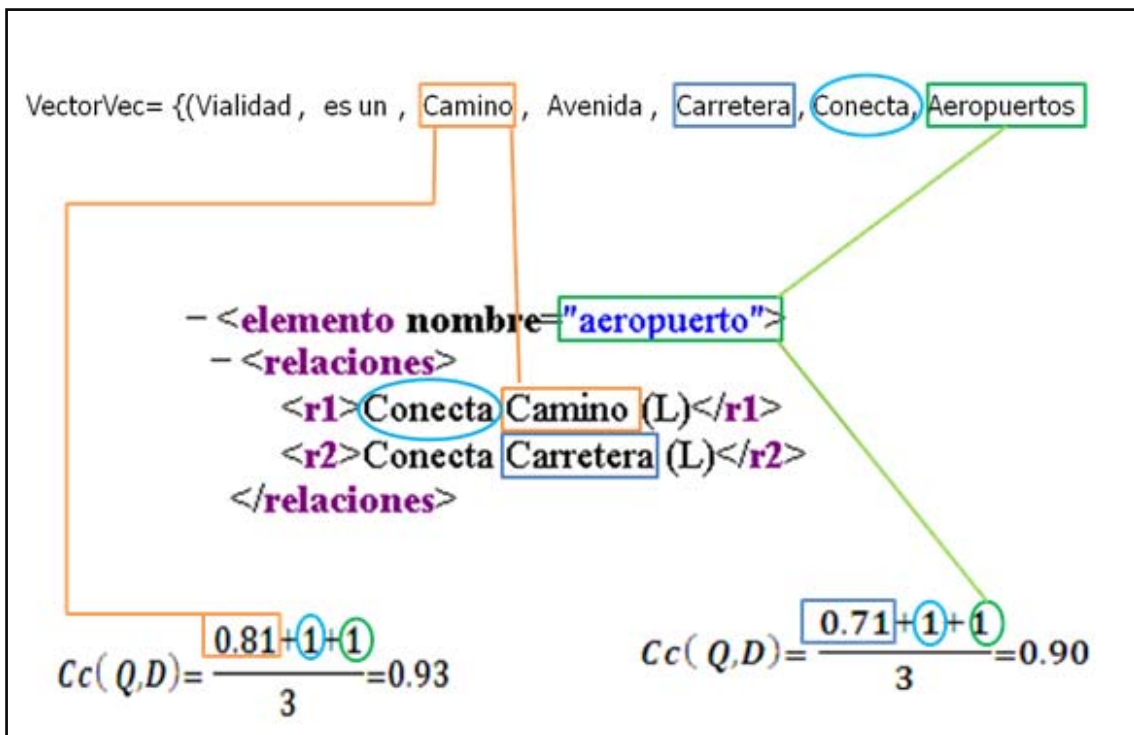 VectorVec= {(Vialidad , es un , Camino , Avenida , Carretera , Conecta, Aeropuertos
– <elemento nombre="aeropuerto">
– <relaciones>
<r1>Conecta Camino (L)</r1>
<r2>Conecta Carretera (L)</r2>
</relaciones>
Cc( Q,D)= 0.81+1+1 / 3 =0.93
Cc( Q,D)= 0.71+1+1 / 3 =0.90